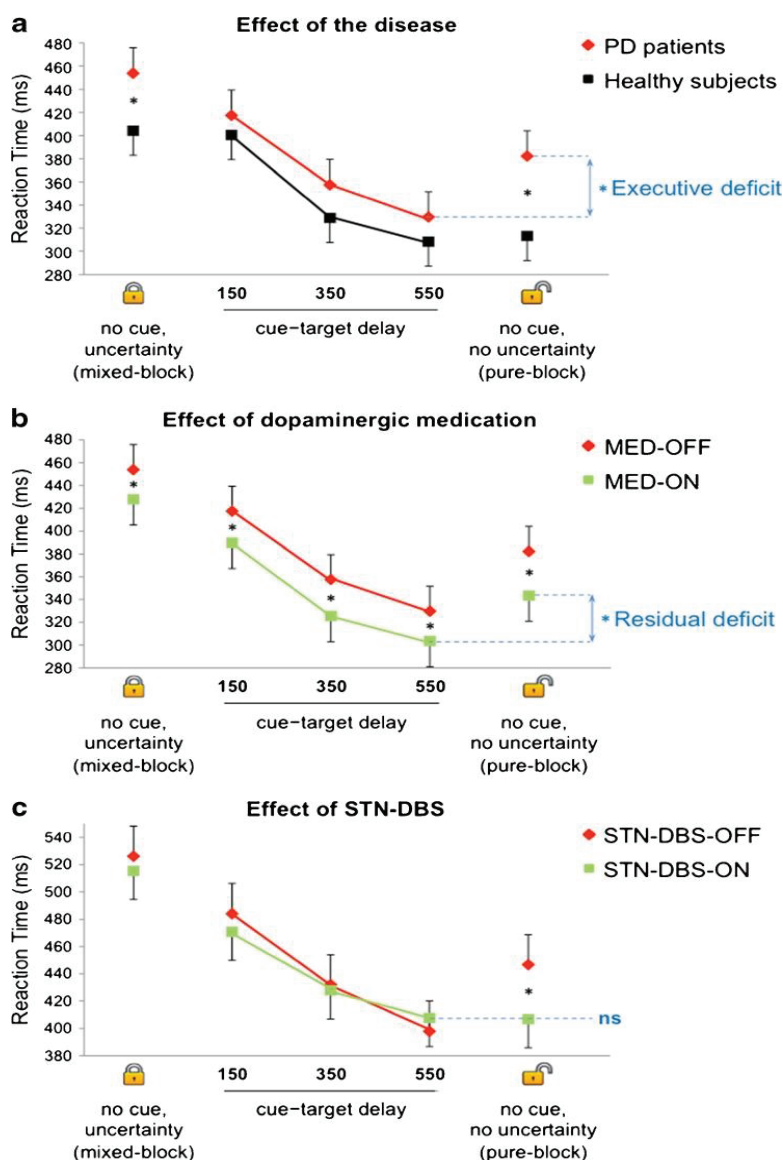 a
Effect of the disease
PD patients
Healthy subjects
Reaction Time (ms)
480
460
440
420
400
380
360
340
320
300
280
*
*
* Executive deficit
150
350
550
no cue,
uncertainty
(mixed-block)
cue-target delay
no cue,
no uncertainty
(pure-block)
b
Effect of dopaminergic medication
MED-OFF
MED-ON
Reaction Time (ms)
480
460
440
420
400
380
360
340
320
300
280
*
*
*
*
*
* Residual deficit
150
350
550
no cue,
uncertainty
(mixed-block)
cue-target delay
no cue,
no uncertainty
(pure-block)
c
Effect of STN-DBS
STN-DBS-OFF
STN-DBS-ON
Reaction Time (ms)
540
520
500
480
460
440
420
400
380
*
ns
150
350
550
no cue,
uncertainty
(mixed-block)
cue-target delay
no cue,
no uncertainty
(pure-block)